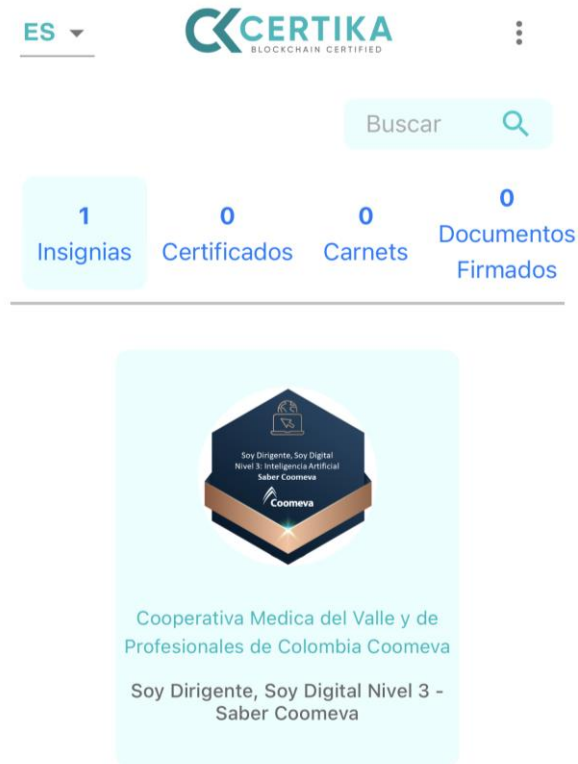 ES
CERTIKA
BLOCKCHAIN CERTIFIED
Buscar
1
Insignias
0
Certificados
0
Carnets
0
Documentos
Firmados
Soy Dirigente, Soy Digital
Nivel 3: Inteligencia Artificial
Saber Coomeva
Coomeva
Cooperativa Medica del Valle y de
Profesionales de Colombia Coomeva
Soy Dirigente, Soy Digital Nivel 3 -
Saber Coomeva